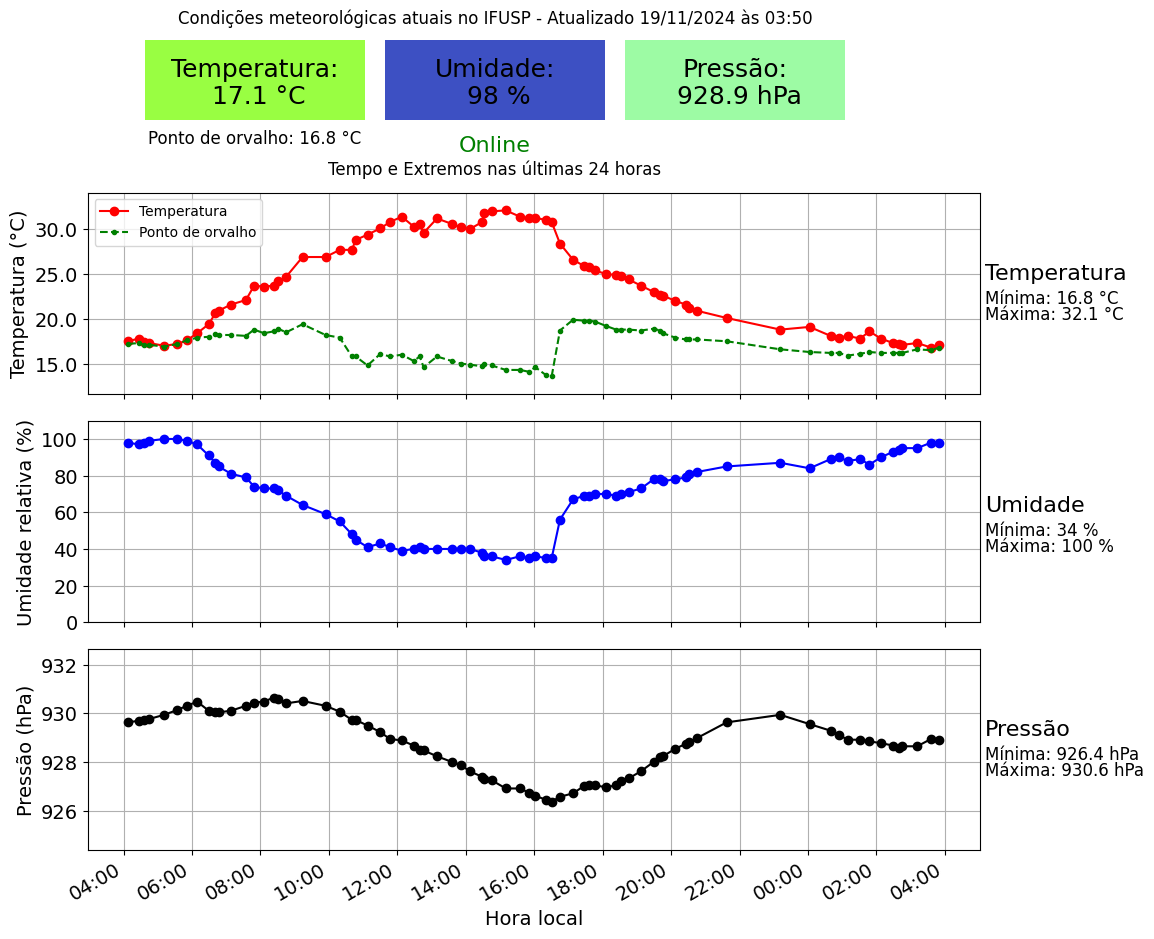 Condições meteorológicas atuais no IFUSP - Atualizado 19/11/2024 às 03:50
Temperatura:
17.1 °C
Umidade:
98 %
Pressão:
928.9 hPa
Ponto de orvalho: 16.8 °C
Online
Tempo e Extremos nas últimas 24 horas
Temperatura (°C)
30.0
25.0
20.0
15.0
Temperatura
Ponto de orvalho
Temperatura
Mínima: 16.8 °C
Máxima: 32.1 °C
Umidade relativa (%)
100
80
60
40
20
0
Umidade
Mínima: 34 %
Máxima: 100 %
Pressão (hPa)
932
930
928
926
Pressão
Mínima: 926.4 hPa
Máxima: 930.6 hPa
04:00
06:00
08:00
10:00
12:00
14:00
16:00
18:00
20:00
22:00
00:00
02:00
04:00
Hora local